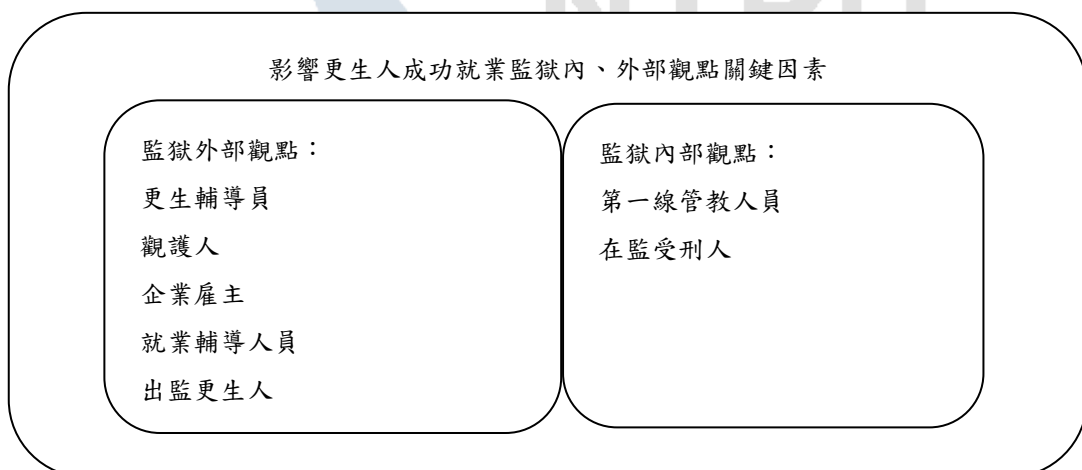 影響更生人成功就業監獄內、外部觀點關鍵因素
監獄外部觀點：
更生輔導員
觀護人
企業雇主
就業輔導人員
出監更生人
監獄內部觀點：
第一線管教人員
在監受刑人